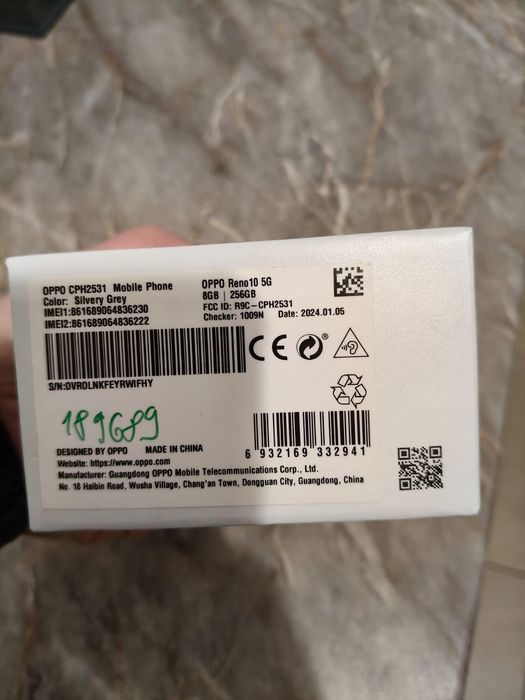 OPPO CPH2531 Mobile Phone
Color: Silvery Grey
IMEI1:861689064836230
IMEI2:861689064836222
OPPO Reno10 5G
8GB | 256GB
FCC ID: R9C-CPH2531
Checker: 1009N Date: 2024.01.05
CE
S/N:OVROLNKFEYRWIFHY
189689
6 932169 332941
DESIGNED BY OPPO MADE IN CHINA
Website: https://www.oppo.com
Manufacturer: Guangdong OPPO Mobile Telecommunications Corp., Ltd.
No. 18 Haibin Road, Wusha Village, Chang'an Town, Dongguan City, Guangdong, China